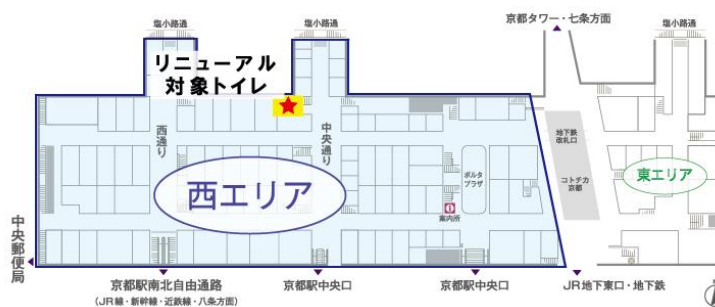 塩小路通
塩小路通
京都タワー・七条方面
塩小路通
リニューアル
対象トイレ
西通り
中央通り
地下鉄
改札口
コトチカ
京都
ポルタ
プラザ
西エリア
東エリア
案内所
中央郵便局
京都駅南北自由通路
(JR線・新幹線・近鉄線・八条方面)
京都駅中央口
京都駅中央口
JR地下東口・地下鉄